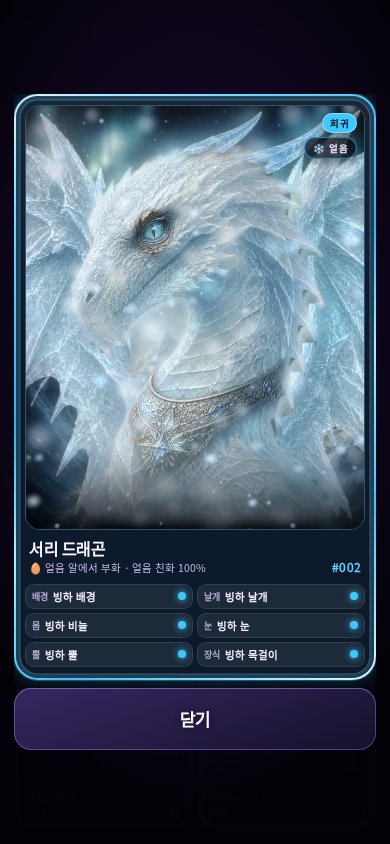 희귀
❄️ 얼음
서리 드래곤
🥚 얼음 알에서 부화 · 얼음 친화 100%
#002
배경 빙하 배경
날개 빙하 날개
몸 빙하 비늘
눈 빙하 눈
뿔 빙하 뿔
장식 빙하 목걸이
닫기